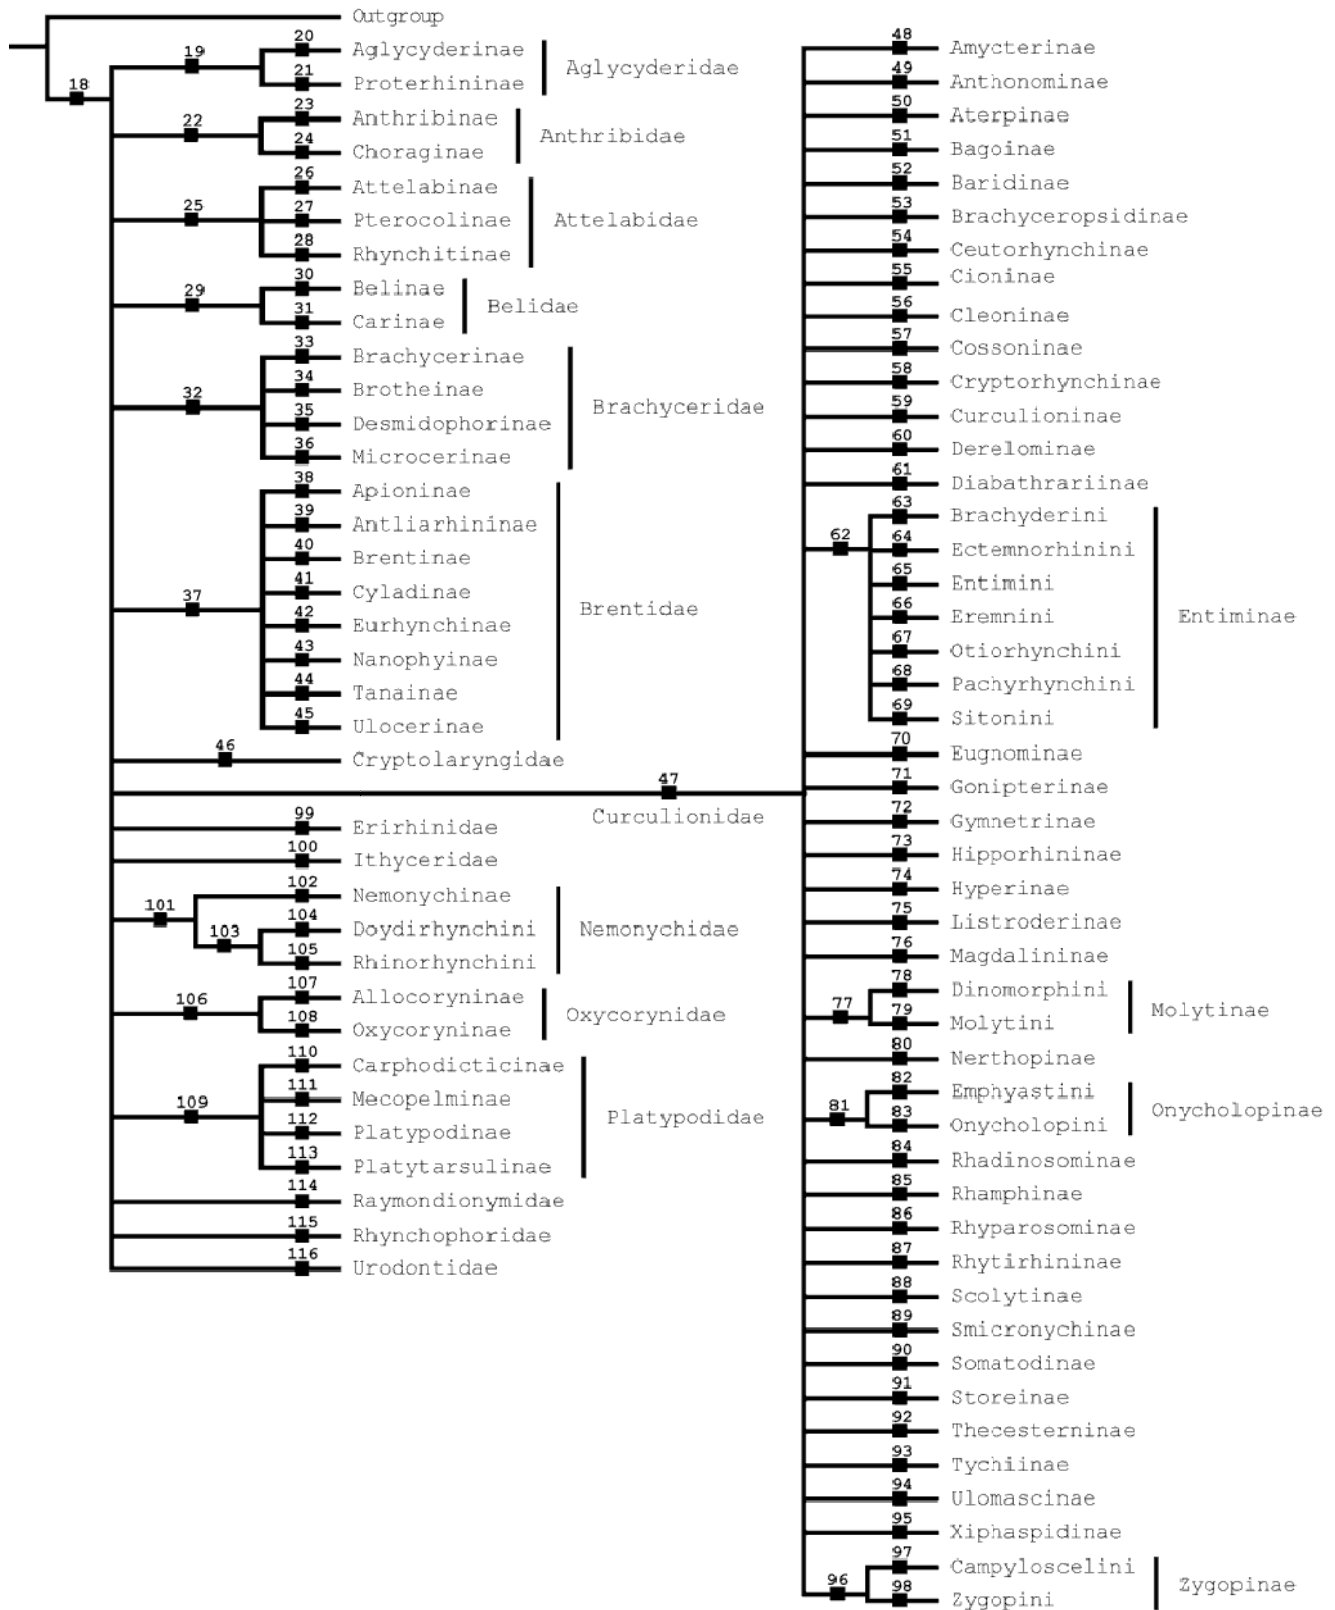 Outgroup
18
19
20
Aglycyderinae
21
Proterhininae
Aglycyderidae
22
23
Anthribinae
24
Choraginae
Anthribidae
25
26
Attelabinae
27
Pterocolinae
28
Rhynchitinae
Attelabidae
29
30
Belinae
31
Carinae
Belidae
32
33
Brachycerinae
34
Brotheinae
35
Desmidophorinae
36
Microcerinae
Brachyceridae
37
38
Apioninae
39
Antliarhininae
40
Brentinae
41
Cyladinae
42
Eurhynchinae
43
Nanophyinae
44
Tanainae
45
Ulocerinae
Brentidae
46
Cryptolaryngidae
47
Curculionidae
99
Erirhinidae
100
Ithyceridae
101
102
Nemonychinae
103
104
Doydirhynchini
105
Rhinorhynchini
Nemonychidae
106
107
Allocoryninae
108
Oxycoryninae
Oxycorynidae
109
110
Carphodicticinae
111
Mecopelminae
112
Platypodinae
113
Platytarsulinae
Platypodidae
114
Raymondionymidae
115
Rhynchophoridae
116
Urodontidae
48
Amycterinae
49
Anthonominae
50
Aterpinae
51
Bagoinae
52
Baridinae
53
Brachyceropsidinae
54
Ceutorhynchinae
55
Cioninae
56
Cleoninae
57
Cossoninae
58
Cryptorhynchinae
59
Curculioninae
60
Derelominae
61
Diabathrariinae
62
63
Brachyderini
64
Ectemnorhinini
65
Entimini
66
Eremnini
67
Otiorhynchini
68
Pachyrhynchini
69
Sitonini
Entiminae
70
Eugnominae
71
Gonipterinae
72
Gymnetrinae
73
Hipporhininae
74
Hyperinae
75
Listroderinae
76
Magdalininae
77
78
Dinomorphini
79
Molytini
Molytinae
80
Nerthopinae
81
82
Emphyastini
83
Onycholopini
Onycholopinae
84
Rhadinosominae
85
Rhamphinae
86
Rhyparosominae
87
Rhytirhininae
88
Scolytinae
89
Smicronychinae
90
Somatodinae
91
Storeinae
92
Thecesterninae
93
Tychiinae
94
Ulomascinae
95
Xiphaspidinae
96
97
Campyloscelini
98
Zygopini
Zygopinae